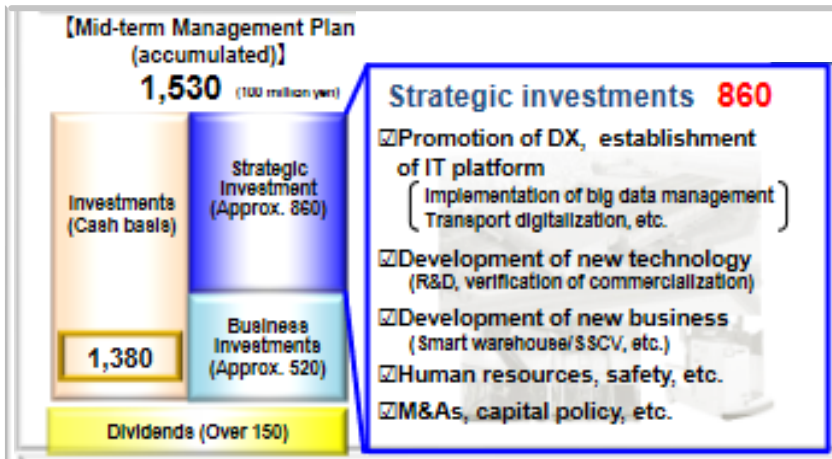 【Mid-term Management Plan
(accumulated)】
1,530 (100 million yen)
Investments
(Cash basis)
1,380
Strategic
Investment
(Approx. 860)
Business
Investments
(Approx. 520)
Dividends (Over 150)
Strategic investments 860
☑Promotion of DX, establishment
of IT platform
Implementation of big data management
Transport digitalization, etc.
☑Development of new technology
(R&D, verification of commercialization)
☑Development of new business
(Smart warehouse/SSCV, etc.)
☑Human resources, safety, etc.
☑M&As, capital policy, etc.